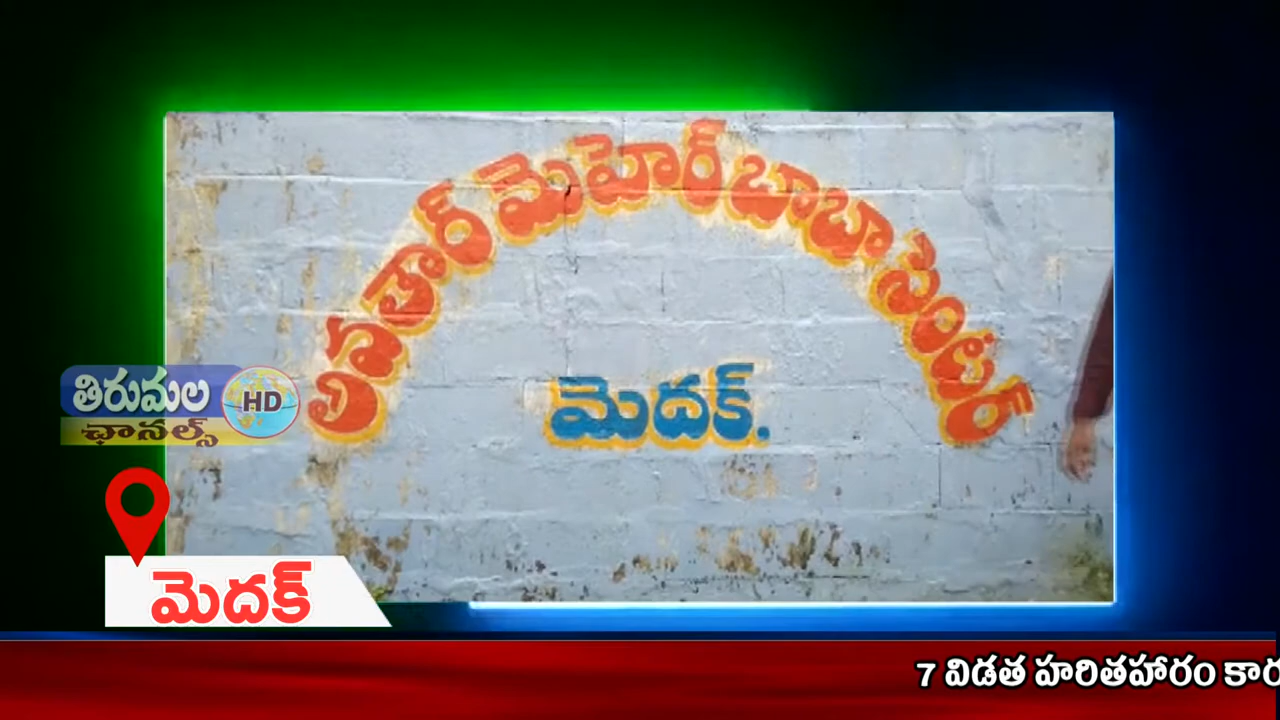 అవతార్ మెహెర్ బాబా సెంటర్
మెదక్.
తిరుమల
HD
ఛానల్స్
మెదక్
7 విడత హరితహారం